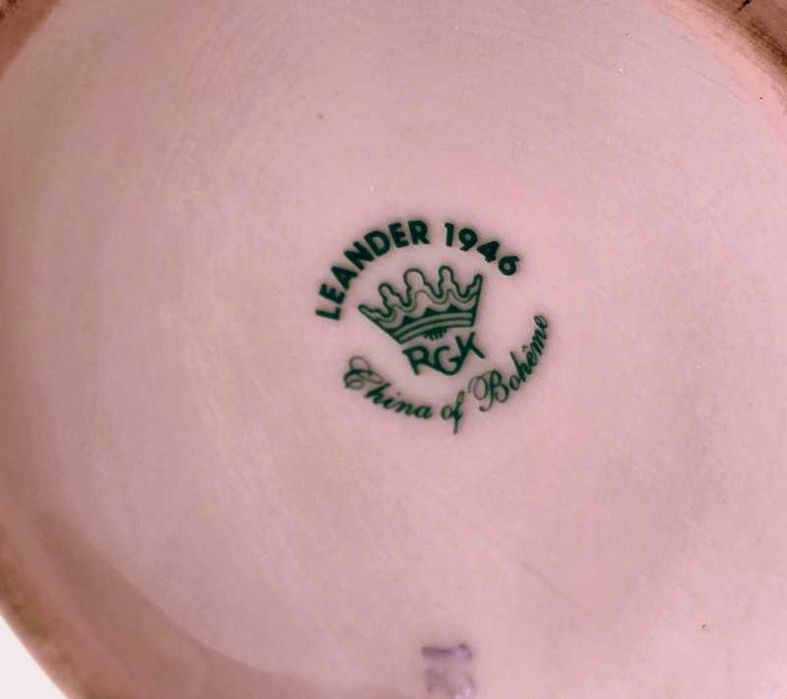 LEANDER 1946
RGK
China of Bohême